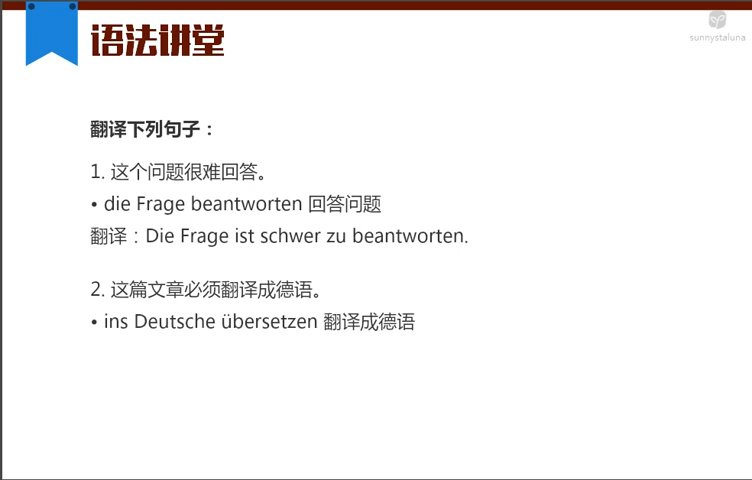 语法讲堂
sunnystaluna
翻译下列句子：
1. 这个问题很难回答。
• die Frage beantworten 回答问题
翻译：Die Frage ist schwer zu beantworten.
2. 这篇文章必须翻译成德语。
• ins Deutsche übersetzen 翻译成德语